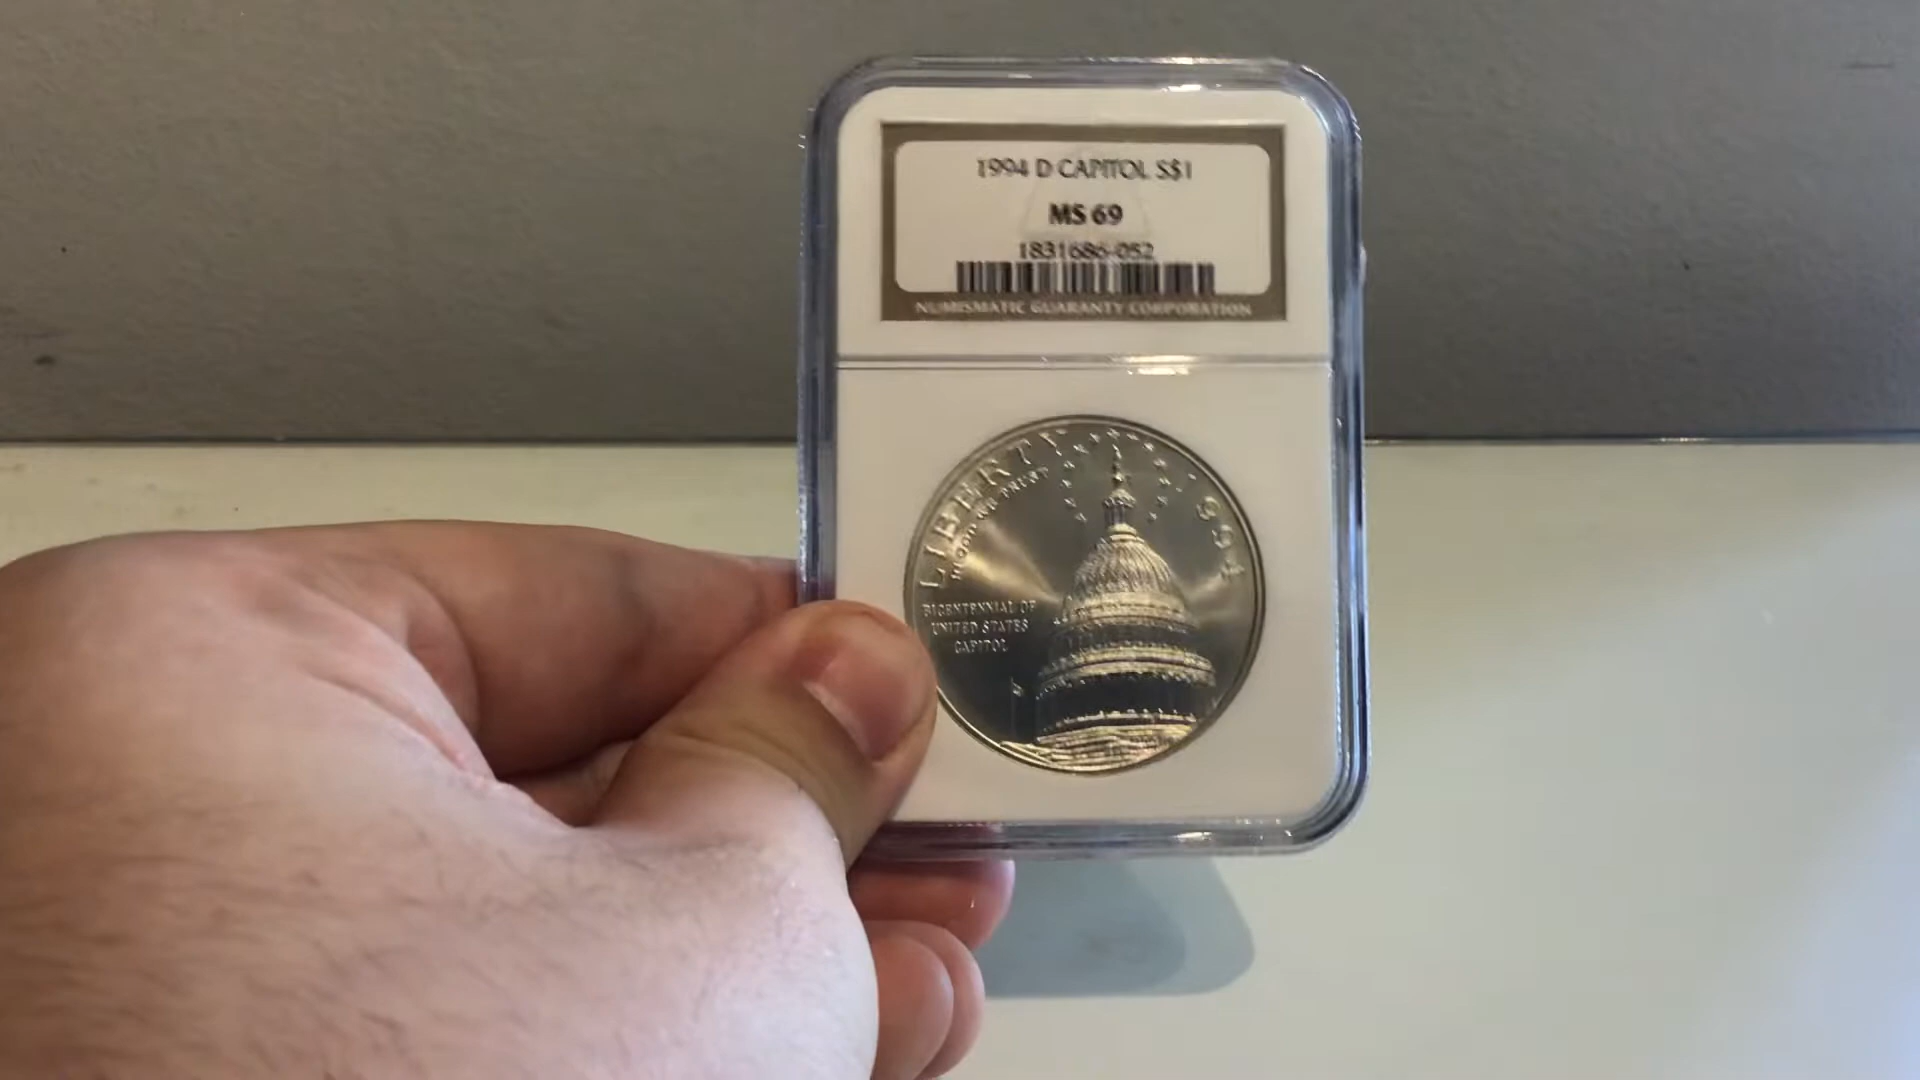 1994 D CAPITOL S$1
MS 69
1831686-052
NUMISMATIC GUARANTY CORPORATION
LIBERTY
IN GOD WE TRUST
1994
BICENTENNIAL OF
UNITED STATES
CAPITOL